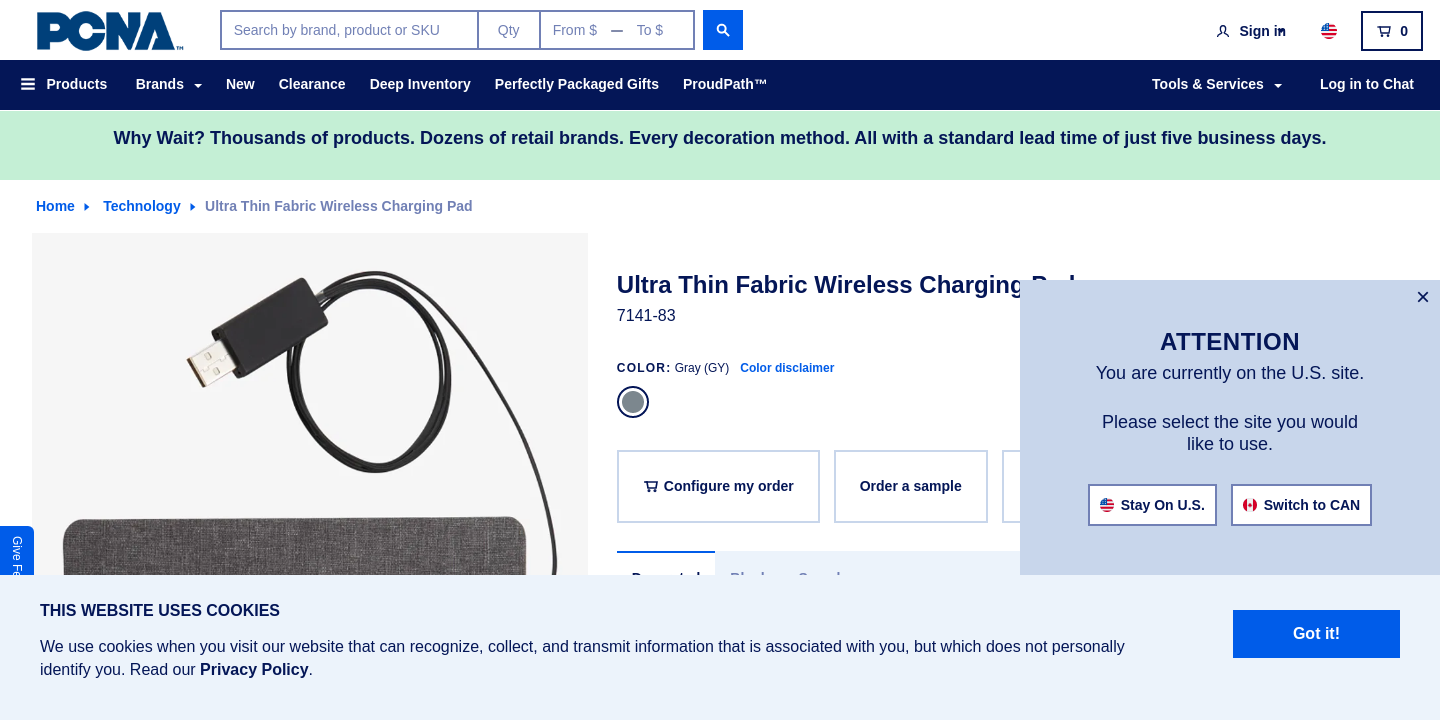 PCNA™
Search by brand, product or SKU
Qty
From $ — To $
Sign in
0
Products
Brands
New
Clearance
Deep Inventory
Perfectly Packaged Gifts
ProudPath™
Tools & Services
Log in to Chat
Why Wait? Thousands of products. Dozens of retail brands. Every decoration method. All with a standard lead time of just five business days.
Home
Technology
Ultra Thin Fabric Wireless Charging Pad
Ultra Thin Fabric Wireless Charging
7141-83
COLOR: Gray (GY) Color disclaimer
Configure my order
Order a sample
ATTENTION
You are currently on the U.S. site.
Please select the site you would
like to use.
Stay On U.S.
Switch to CAN
Give
THIS WEBSITE USES COOKIES
We use cookies when you visit our website that can recognize, collect, and transmit information that is associated with you, but which does not personally
identify you. Read our Privacy Policy.
Got it!